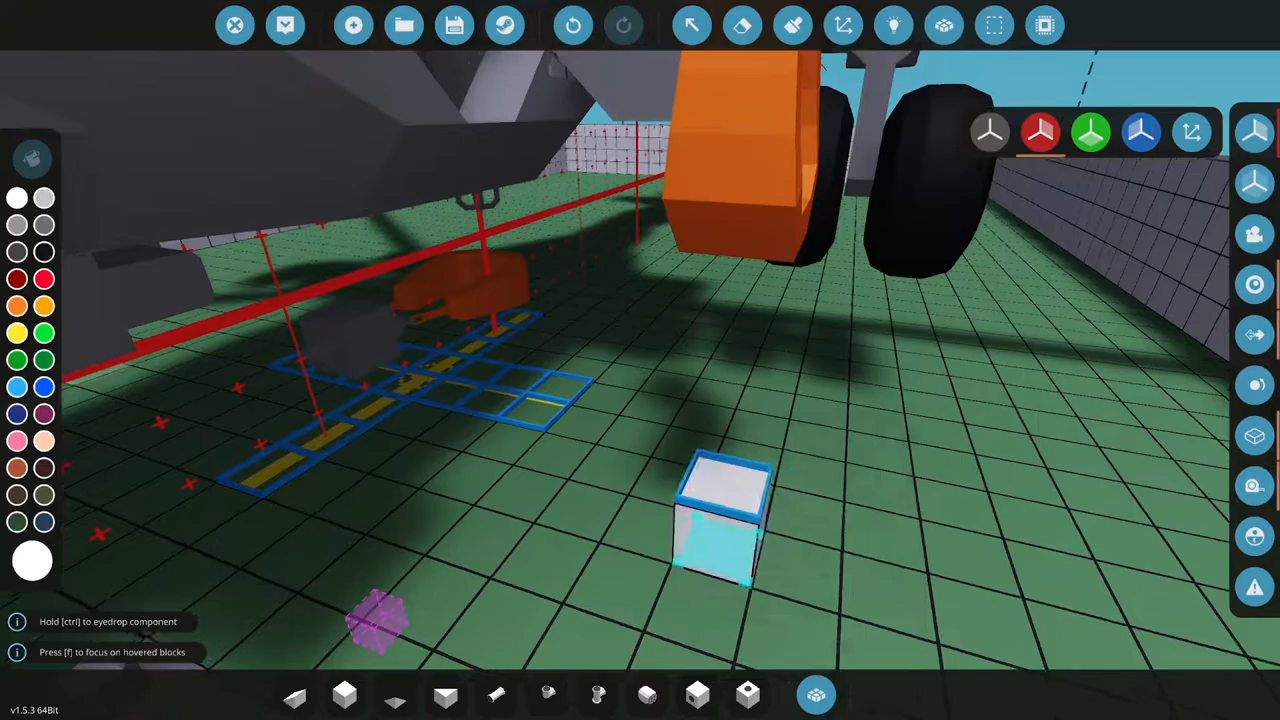 Hold [ctrl] to eyedrop component
Press [f] to focus on hovered blocks
v1.5.3 64Bit